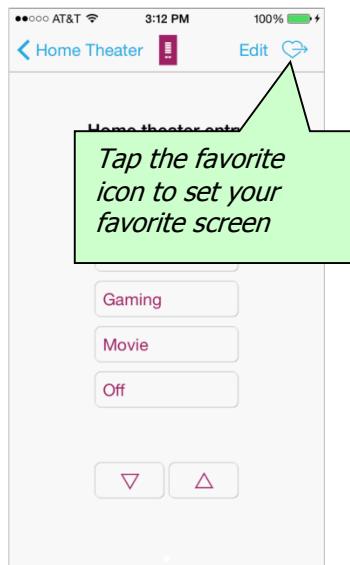 AT&T 3:12 PM 100%
Home Theater Edit
Home theater
Tap the favorite
icon to set your
favorite screen
Gaming
Movie
Off